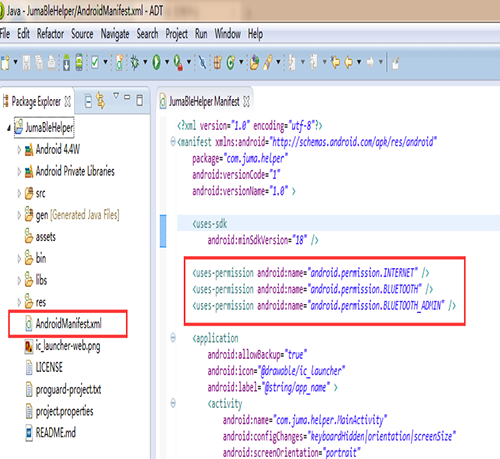 Java - JumaBleHelper/AndroidManifest.xml - ADT
File Edit Refactor Source Navigate Search Project Run Window Help
Package Explorer
JumaBleHelper
Android 4.4W
Android Private Libraries
src
gen [Generated Java Files]
assets
bin
libs
res
AndroidManifest.xml
ic_launcher-web.png
LICENSE
proguard-project.txt
project.properties
README.md
JumaBleHelper Manifest
<?xml version="1.0" encoding="utf-8"?>
<manifest xmlns:android="http://schemas.android.com/apk/res/android"
package="com.juma.helper"
android:versionCode="1"
android:versionName="1.0" >
<uses-sdk
android:minSdkVersion="18" />
<uses-permission android:name="android.permission.INTERNET" />
<uses-permission android:name="android.permission.BLUETOOTH" />
<uses-permission android:name="android.permission.BLUETOOTH_ADMIN" />
<application
android:allowBackup="true"
android:icon="@drawable/ic_launcher"
android:label="@string/app_name" >
<activity
android:name="com.juma.helper.MainActivity"
android:configChanges="keyboardHidden|orientation|screenSize"
android:screenOrientation="portrait"